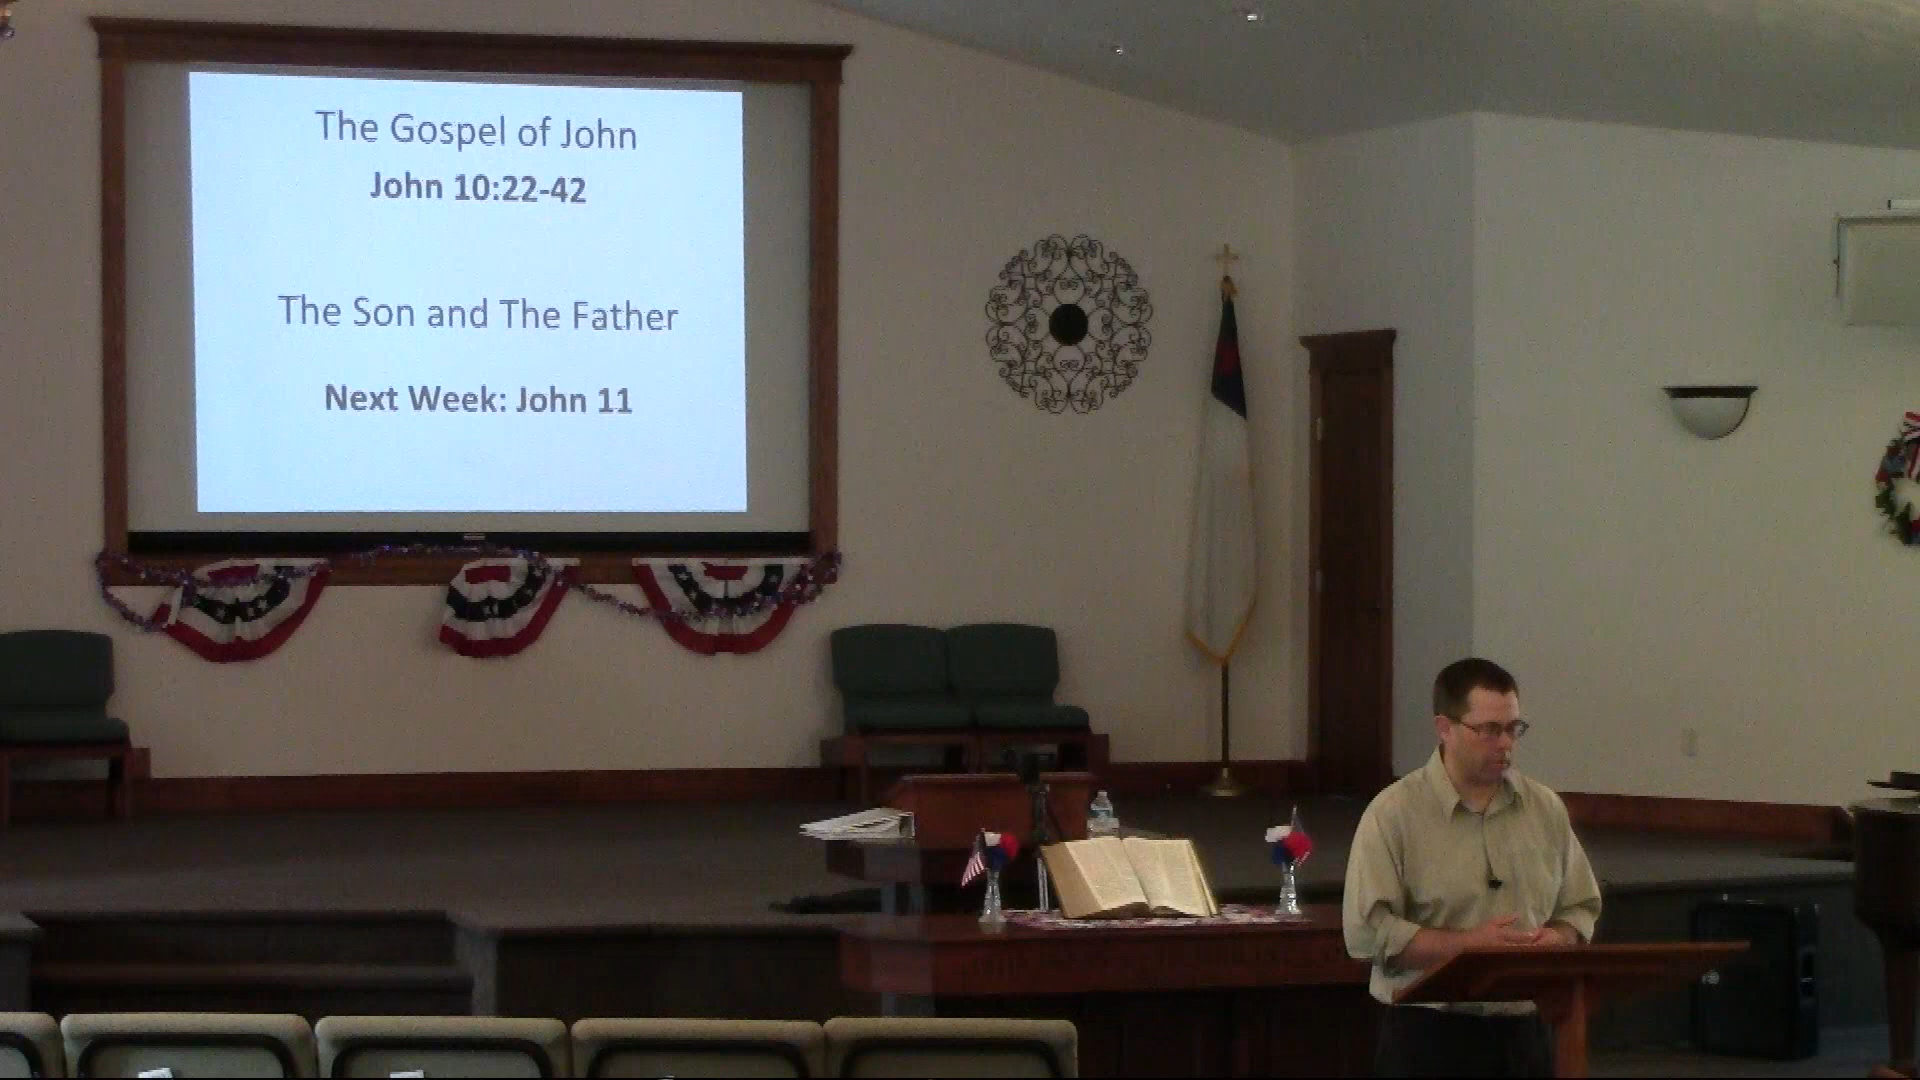 The Gospel of John
John 10:22-42
The Son and The Father
Next Week: John 11